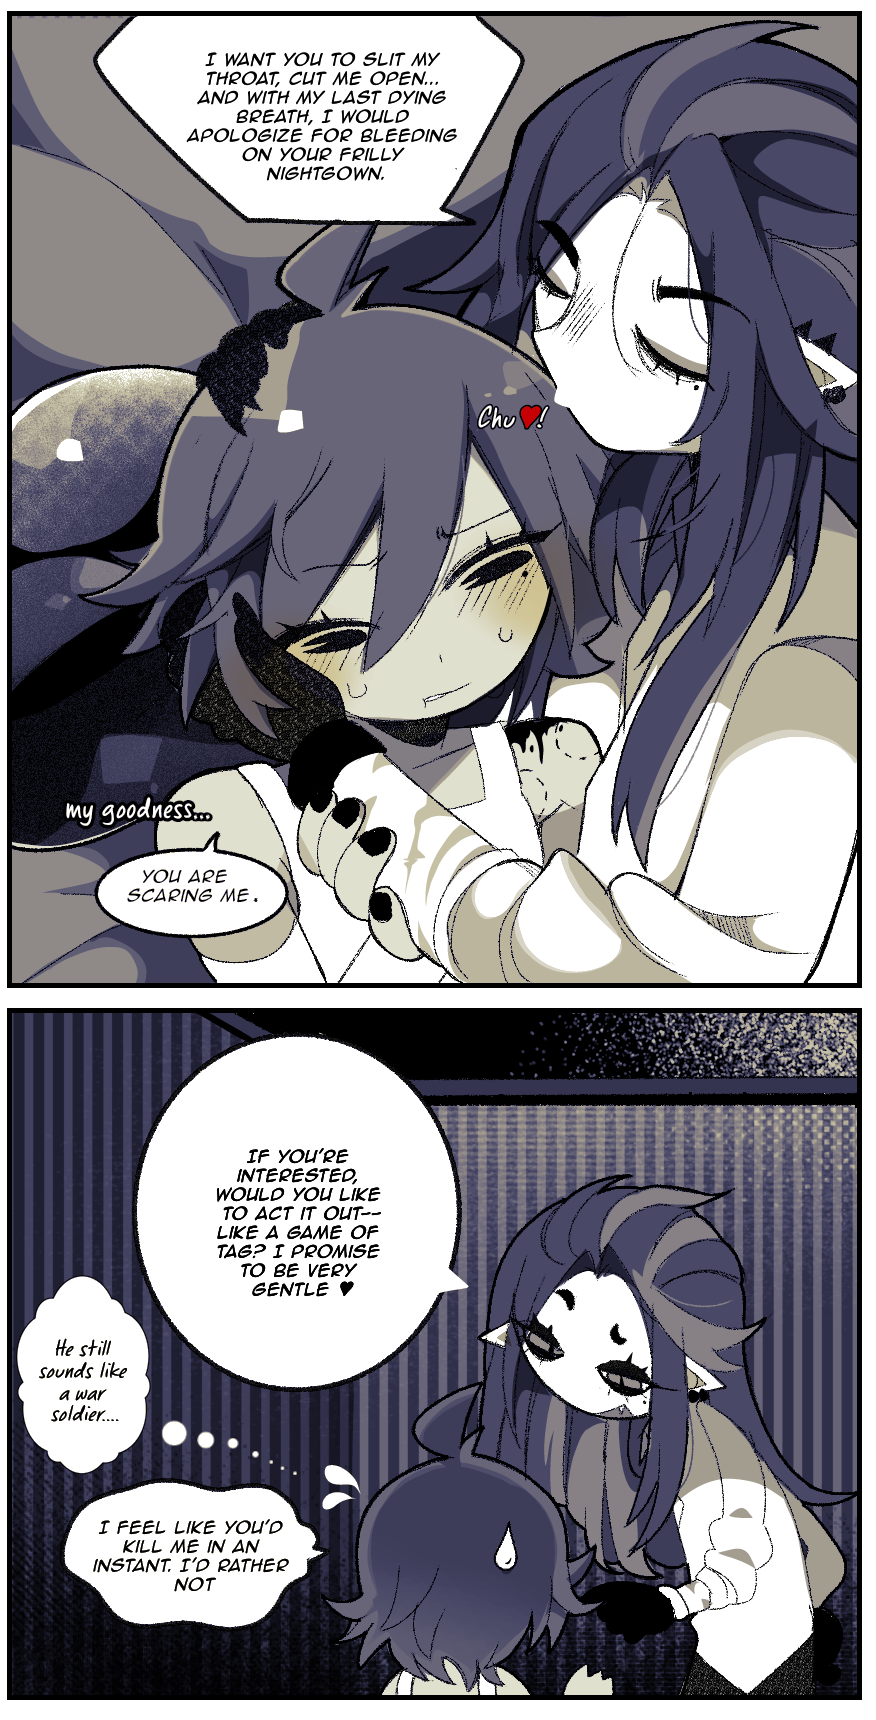 I WANT YOU TO SLIT MY
THROAT, CUT ME OPEN...
AND WITH MY LAST DYING
BREATH, I WOULD
APOLOGIZE FOR BLEEDING
ON YOUR FRILLY
NIGHTGOWN.
Chu♥!
my goodness...
YOU ARE
SCARING ME.
IF YOU'RE
INTERESTED,
WOULD YOU LIKE
TO ACT IT OUT--
LIKE A GAME OF
TAG? I PROMISE
TO BE VERY
GENTLE ♥
He still
sounds like
a war
soldier....
I FEEL LIKE YOU'D
KILL ME IN AN
INSTANT. I'D RATHER
NOT